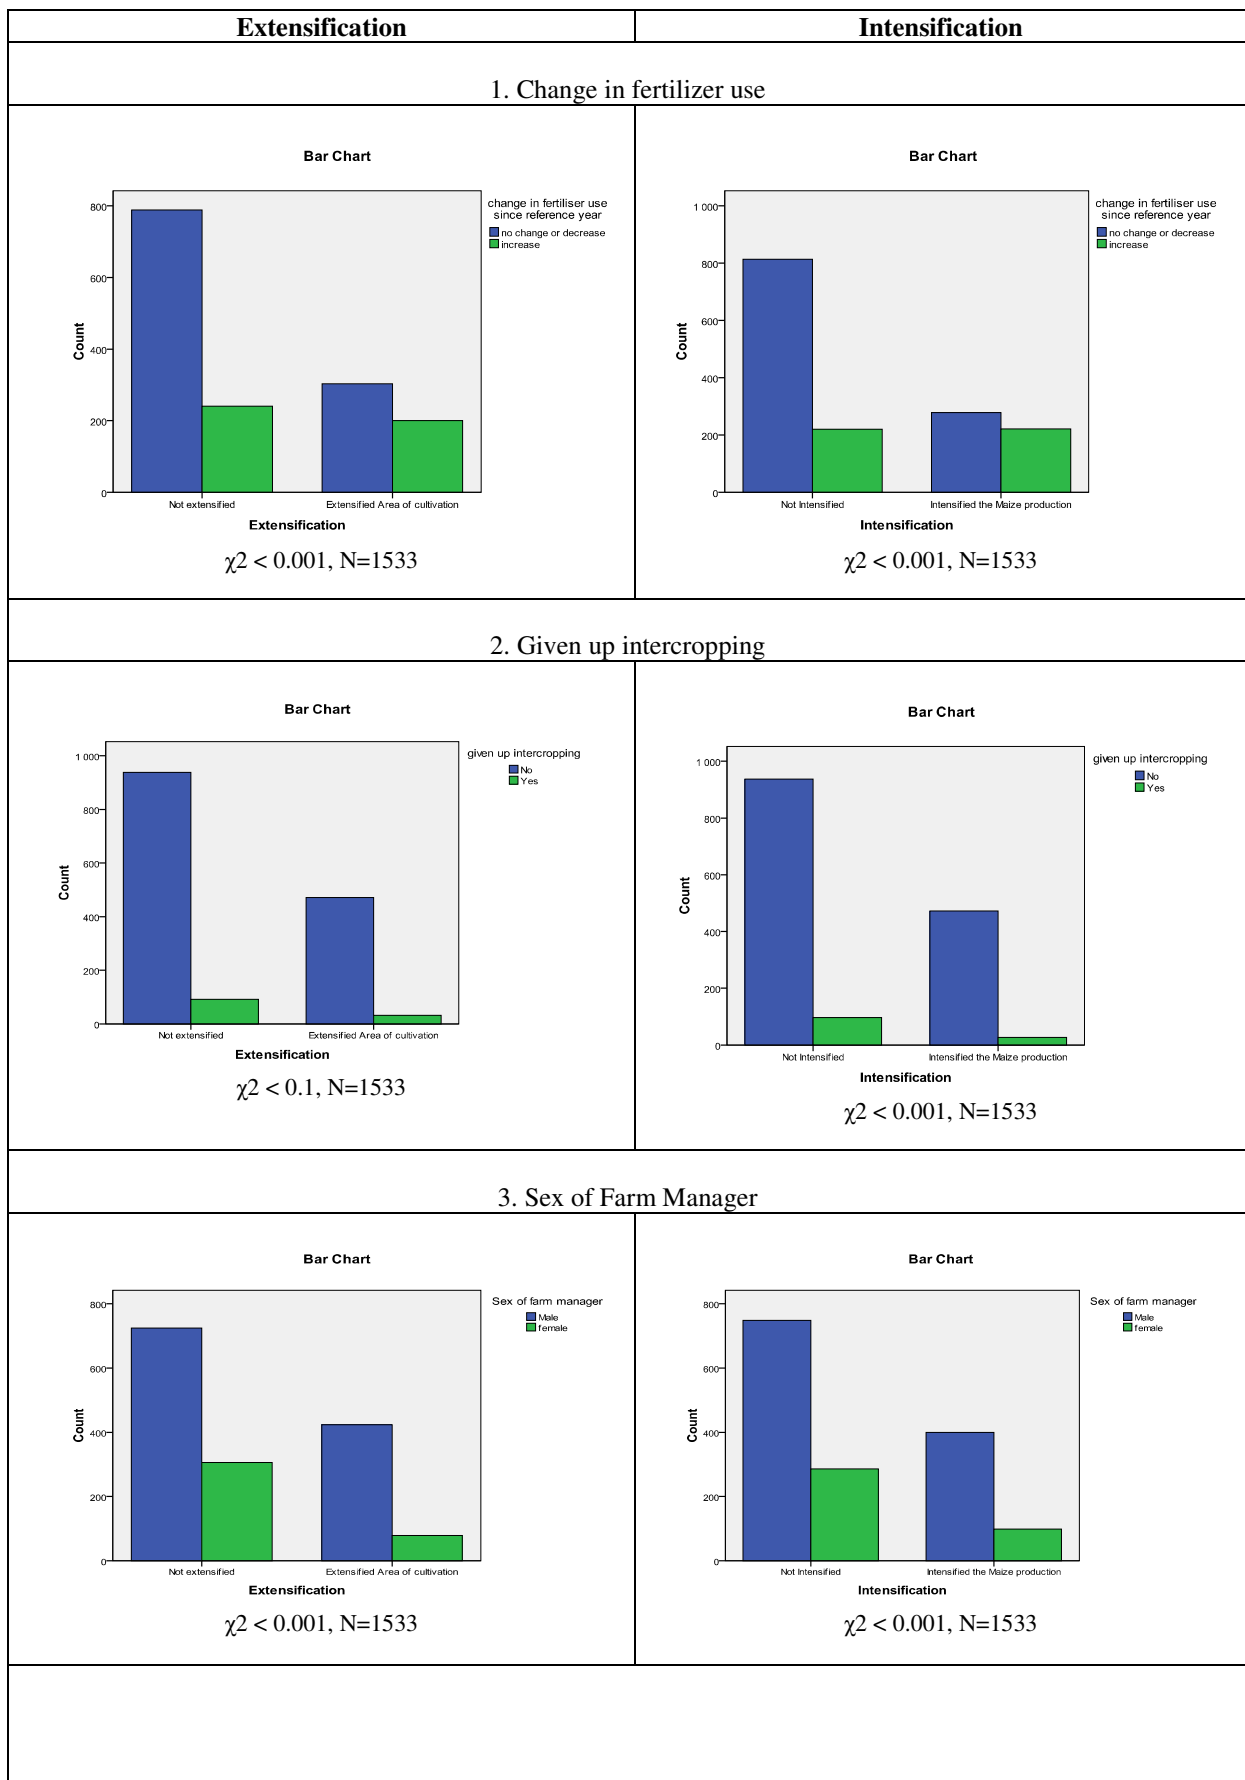 Extensification
Intensification
1. Change in fertilizer use
Bar Chart
change in fertiliser use
since reference year
no change or decrease
increase
800
600
400
200
0
Count
Not extensified
Extensified Area of cultivation
Extensification
χ2 < 0.001, N=1533
Bar Chart
change in fertiliser use
since reference year
no change or decrease
increase
1 000
800
600
400
200
0
Count
Not Intensified
Intensified the Maize production
Intensification
χ2 < 0.001, N=1533
2. Given up intercropping
Bar Chart
given up intercropping
No
Yes
1 000
800
600
400
200
0
Count
Not extensified
Extensified Area of cultivation
Extensification
χ2 < 0.1, N=1533
Bar Chart
given up intercropping
No
Yes
1 000
800
600
400
200
0
Count
Not Intensified
Intensified the Maize production
Intensification
χ2 < 0.001, N=1533
3. Sex of Farm Manager
Bar Chart
Sex of farm manager
Male
female
800
600
400
200
0
Count
Not extensified
Extensified Area of cultivation
Extensification
χ2 < 0.001, N=1533
Bar Chart
Sex of farm manager
Male
female
800
600
400
200
0
Count
Not Intensified
Intensified the Maize production
Intensification
χ2 < 0.001, N=1533